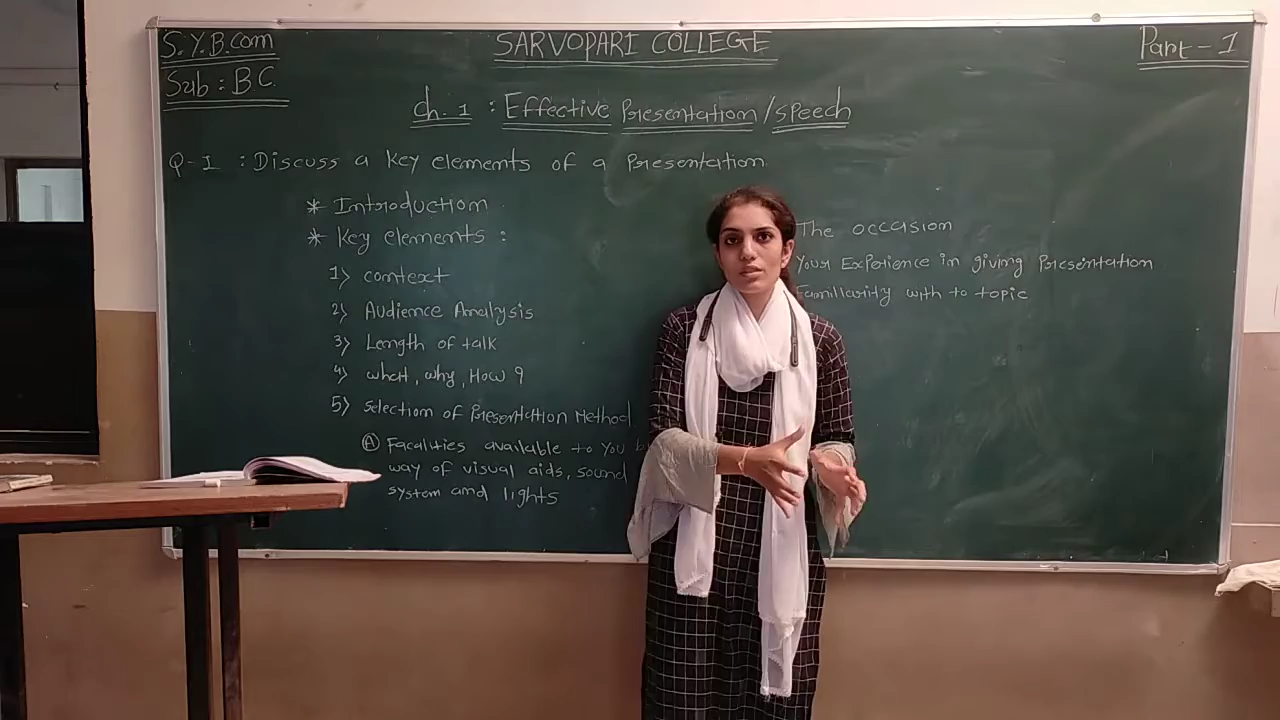 S.Y.B.com
SARVOPARI COLLEGE
Part-1
Sub : B.C.
Ch. 1 : Effective Presentation/speech
Q-1 : Discuss a key elements of a Presentation.
* Introduction
* Key elements :
1) context
2) Audience Analysis
3) Length of talk
4) what, why, How ?
5) Selection of Presentation Method
(A) Facalities available to you
way of visual aids, sound
system and lights
The occasion
Your Experience in giving Presentation
Familiarity with to topic